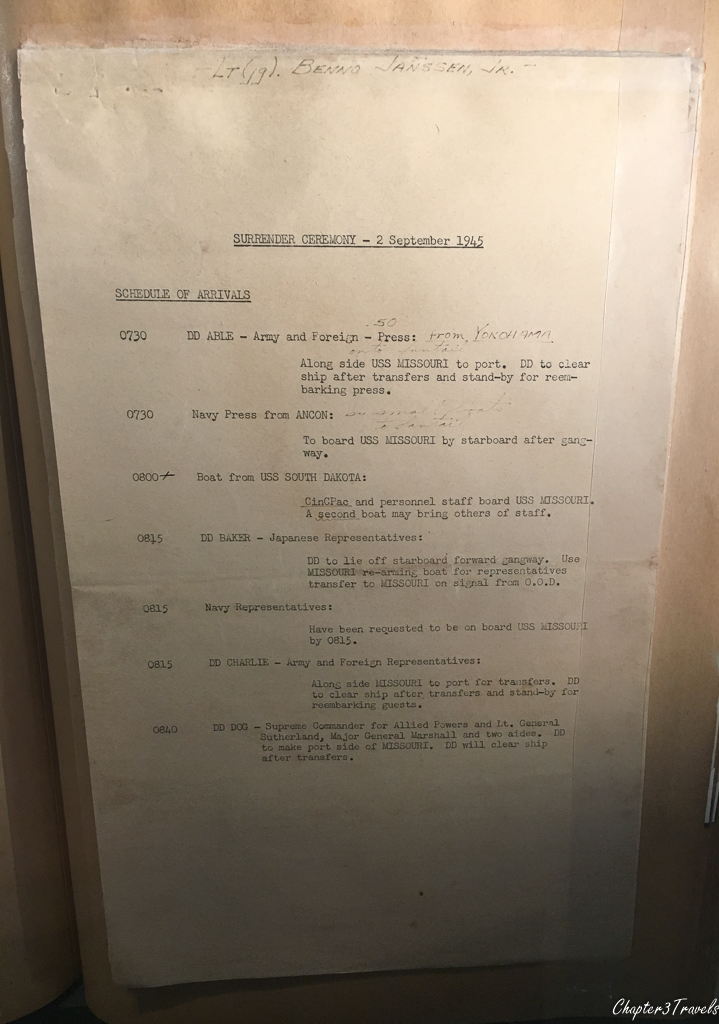 Lt(jg). BENNO JANSSEN, JR. -
SURRENDER CEREMONY - 2 September 1945
SCHEDULE OF ARRIVALS
.50
0730 DD ABLE - Army and Foreign - Press: from YOKOHAMA
onto fantail
Along side USS MISSOURI to port. DD to clear
ship after transfers and stand-by for reem-
barking press.
0730 Navy Press from ANCON:
to fantail
To board USS MISSOURI by starboard after gang-
way.
0800+ Boat from USS SOUTH DAKOTA:
CinCPac and personnel staff board USS MISSOURI.
A second boat may bring others of staff.
0815 DD BAKER - Japanese Representatives:
DD to lie off starboard forward gangway. Use
MISSOURI re-arming boat for representatives
transfer to MISSOURI on signal from O.O.D.
0815 Navy Representatives:
Have been requested to be on board USS MISSOURI
by 0815.
0815 DD CHARLIE - Army and Foreign Representatives:
Along side MISSOURI to port for transfers. DD
to clear ship after transfers and stand-by for
reembarking guests.
0840 DD DOG - Supreme Commander for Allied Powers and Lt. General
Sutherland, Major General Marshall and two aides. DD
to make port side of MISSOURI. DD will clear ship
after transfers.
Chapter3Travels